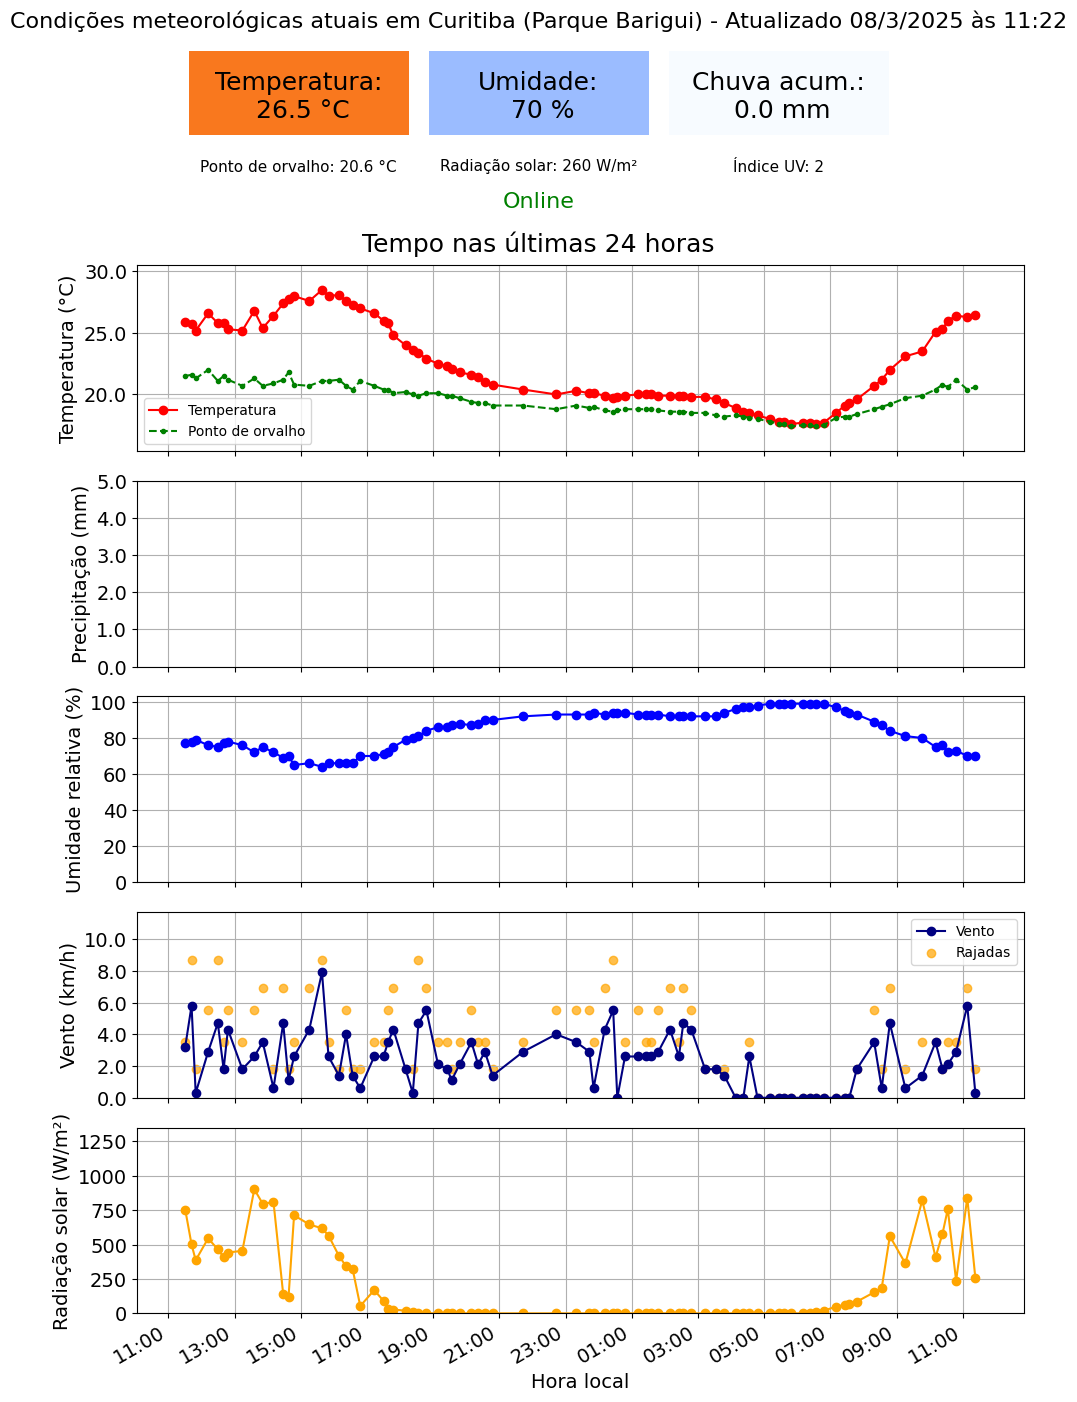 Condições meteorológicas atuais em Curitiba (Parque Barigui) - Atualizado 08/3/2025 às 11:22
Temperatura:
26.5 °C
Umidade:
70 %
Chuva acum.:
0.0 mm
Ponto de orvalho: 20.6 °C
Radiação solar: 260 W/m²
Índice UV: 2
Online
Tempo nas últimas 24 horas
Temperatura (°C)
30.0
25.0
20.0
Temperatura
Ponto de orvalho
Precipitação (mm)
5.0
4.0
3.0
2.0
1.0
0.0
Umidade relativa (%)
100
80
60
40
20
0
Vento (km/h)
10.0
8.0
6.0
4.0
2.0
0.0
Vento
Rajadas
Radiação solar (W/m²)
1250
1000
750
500
250
0
11:00
13:00
15:00
17:00
19:00
21:00
23:00
01:00
03:00
05:00
07:00
09:00
11:00
Hora local